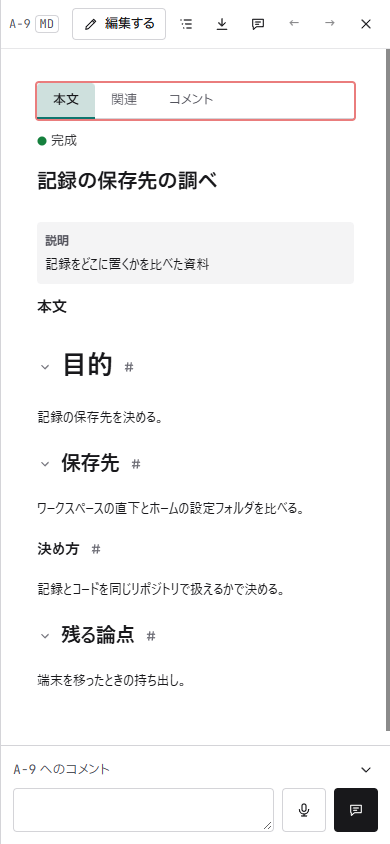 A-9 MD 編集する
本文 関連 コメント
完成
記録の保存先の調べ
説明
記録をどこに置くかを比べた資料
本文
目的 #
記録の保存先を決める。
保存先 #
ワークスペースの直下とホームの設定フォルダを比べる。
決め方 #
記録とコードを同じリポジトリで扱えるかで決める。
残る論点 #
端末を移ったときの持ち出し。
A-9 へのコメント